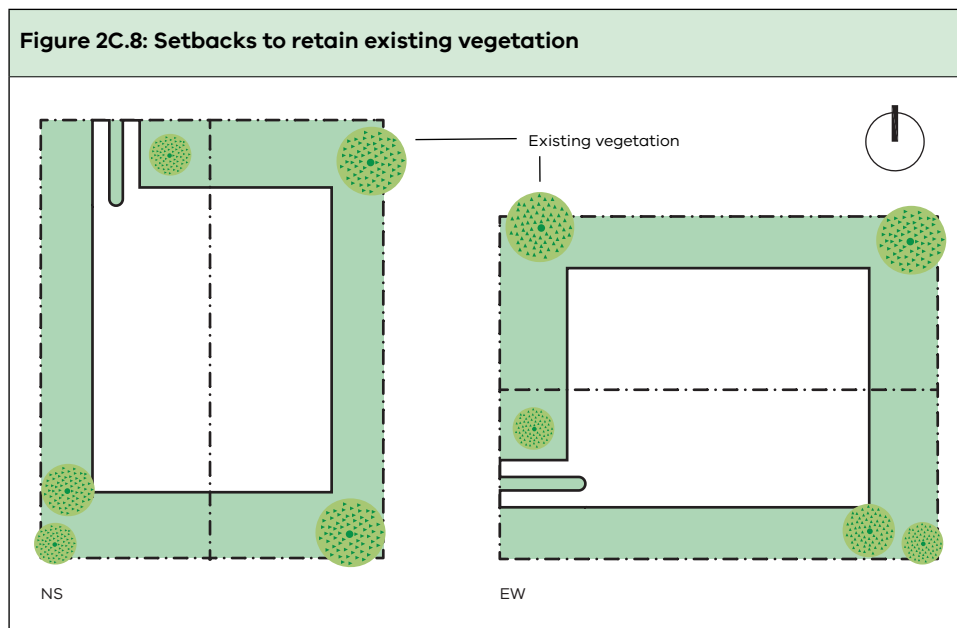 Figure 2C.8: Setbacks to retain existing vegetation
Existing vegetation
NS
EW